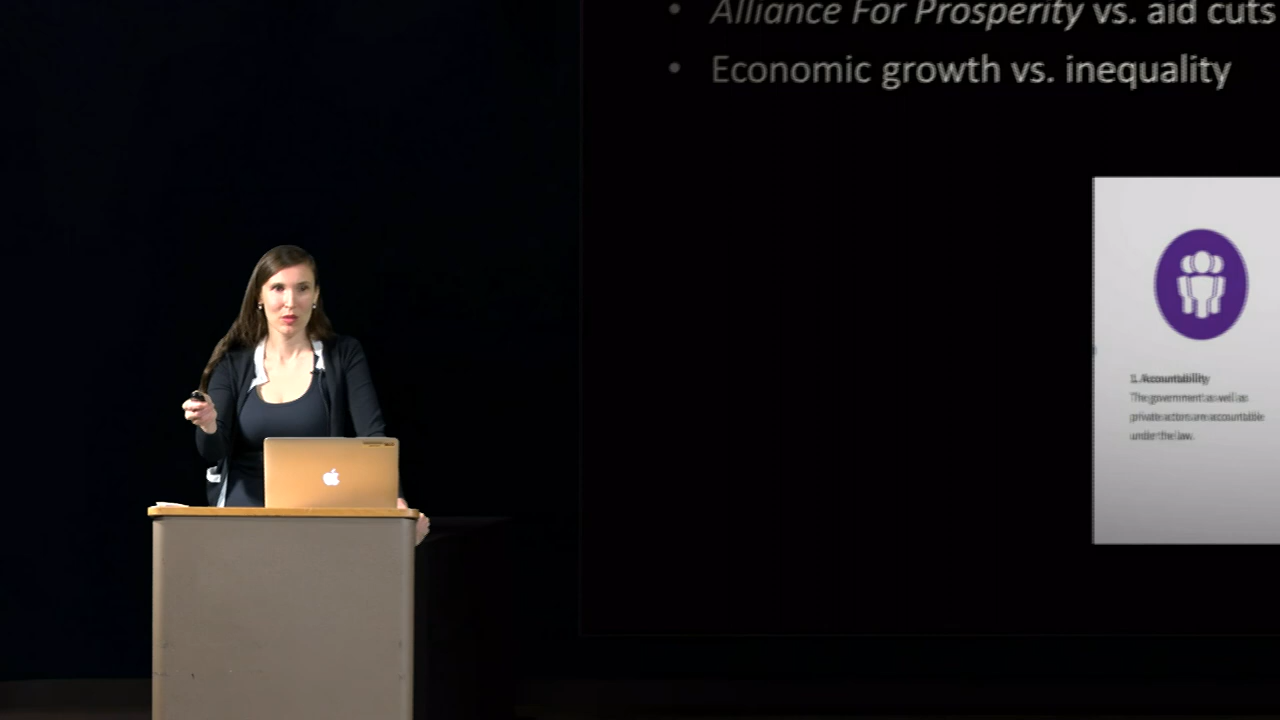 • Alliance For Prosperity vs. aid cuts
• Economic growth vs. inequality
1. Accountability
The government as well as
private actors are accountable
under the law.